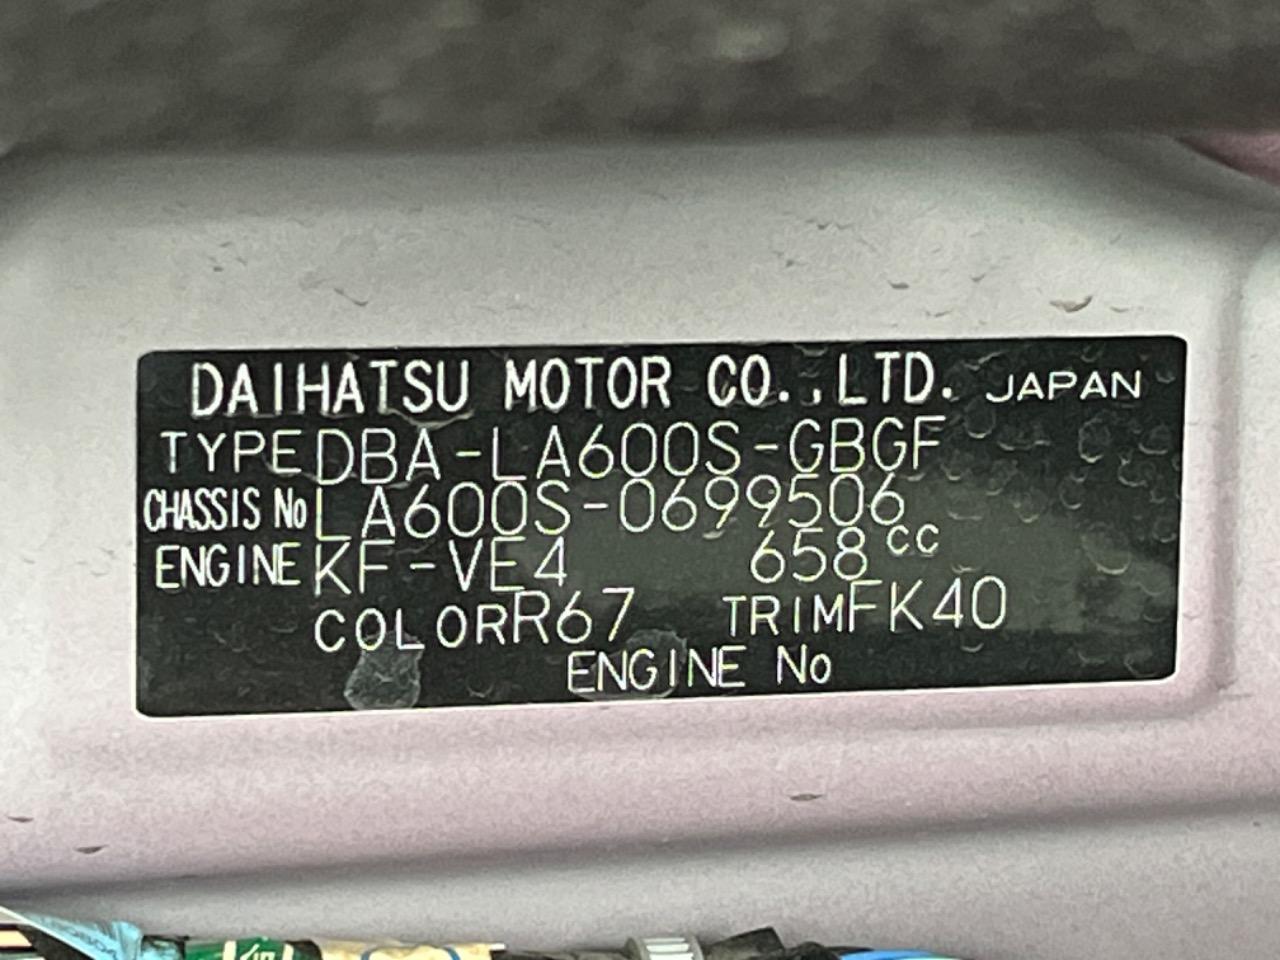 DAIHATSU MOTOR CO.,LTD. JAPAN
TYPE DBA-LA600S-GBGF
CHASSIS No LA600S-0699506
ENGINE KF-VE4 658cc
COLOR R67 TRIM FK40
ENGINE No